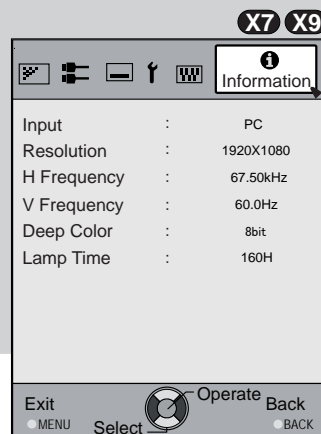 X7 X9
Information
Input : PC
Resolution : 1920X1080
H Frequency : 67.50kHz
V Frequency : 60.0Hz
Deep Color : 8bit
Lamp Time : 160H
Exit Operate Back
MENU Select BACK